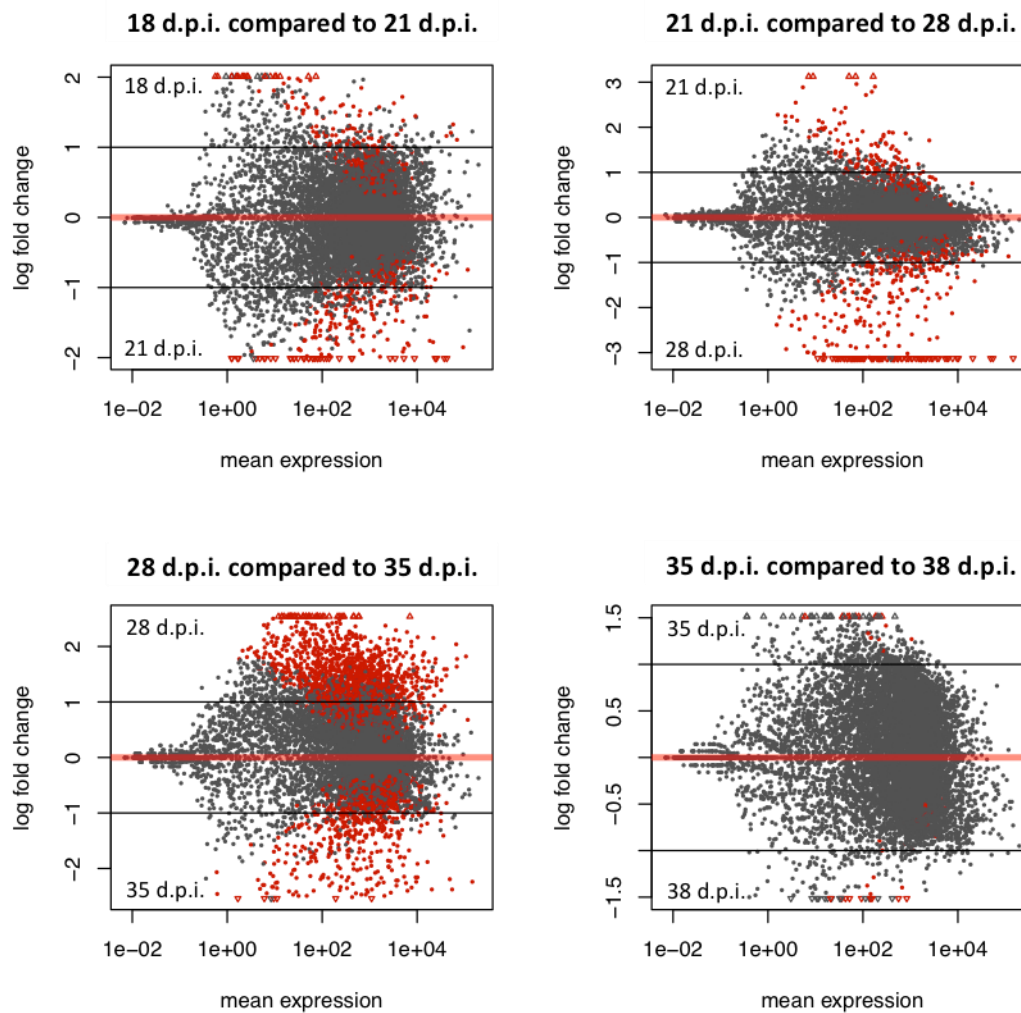 18 d.p.i. compared to 21 d.p.i.
2
1
0
−1
−2
log fold change
18 d.p.i.
21 d.p.i.
1e−02 1e+00 1e+02 1e+04
mean expression
21 d.p.i. compared to 28 d.p.i.
3
2
1
0
−1
−2
−3
log fold change
21 d.p.i.
28 d.p.i.
1e−02 1e+00 1e+02 1e+04
mean expression
28 d.p.i. compared to 35 d.p.i.
2
1
0
−1
−2
log fold change
28 d.p.i.
35 d.p.i.
1e−02 1e+00 1e+02 1e+04
mean expression
35 d.p.i. compared to 38 d.p.i.
1.5
0.5
−0.5
−1.5
log fold change
35 d.p.i.
38 d.p.i.
1e−02 1e+00 1e+02 1e+04
mean expression